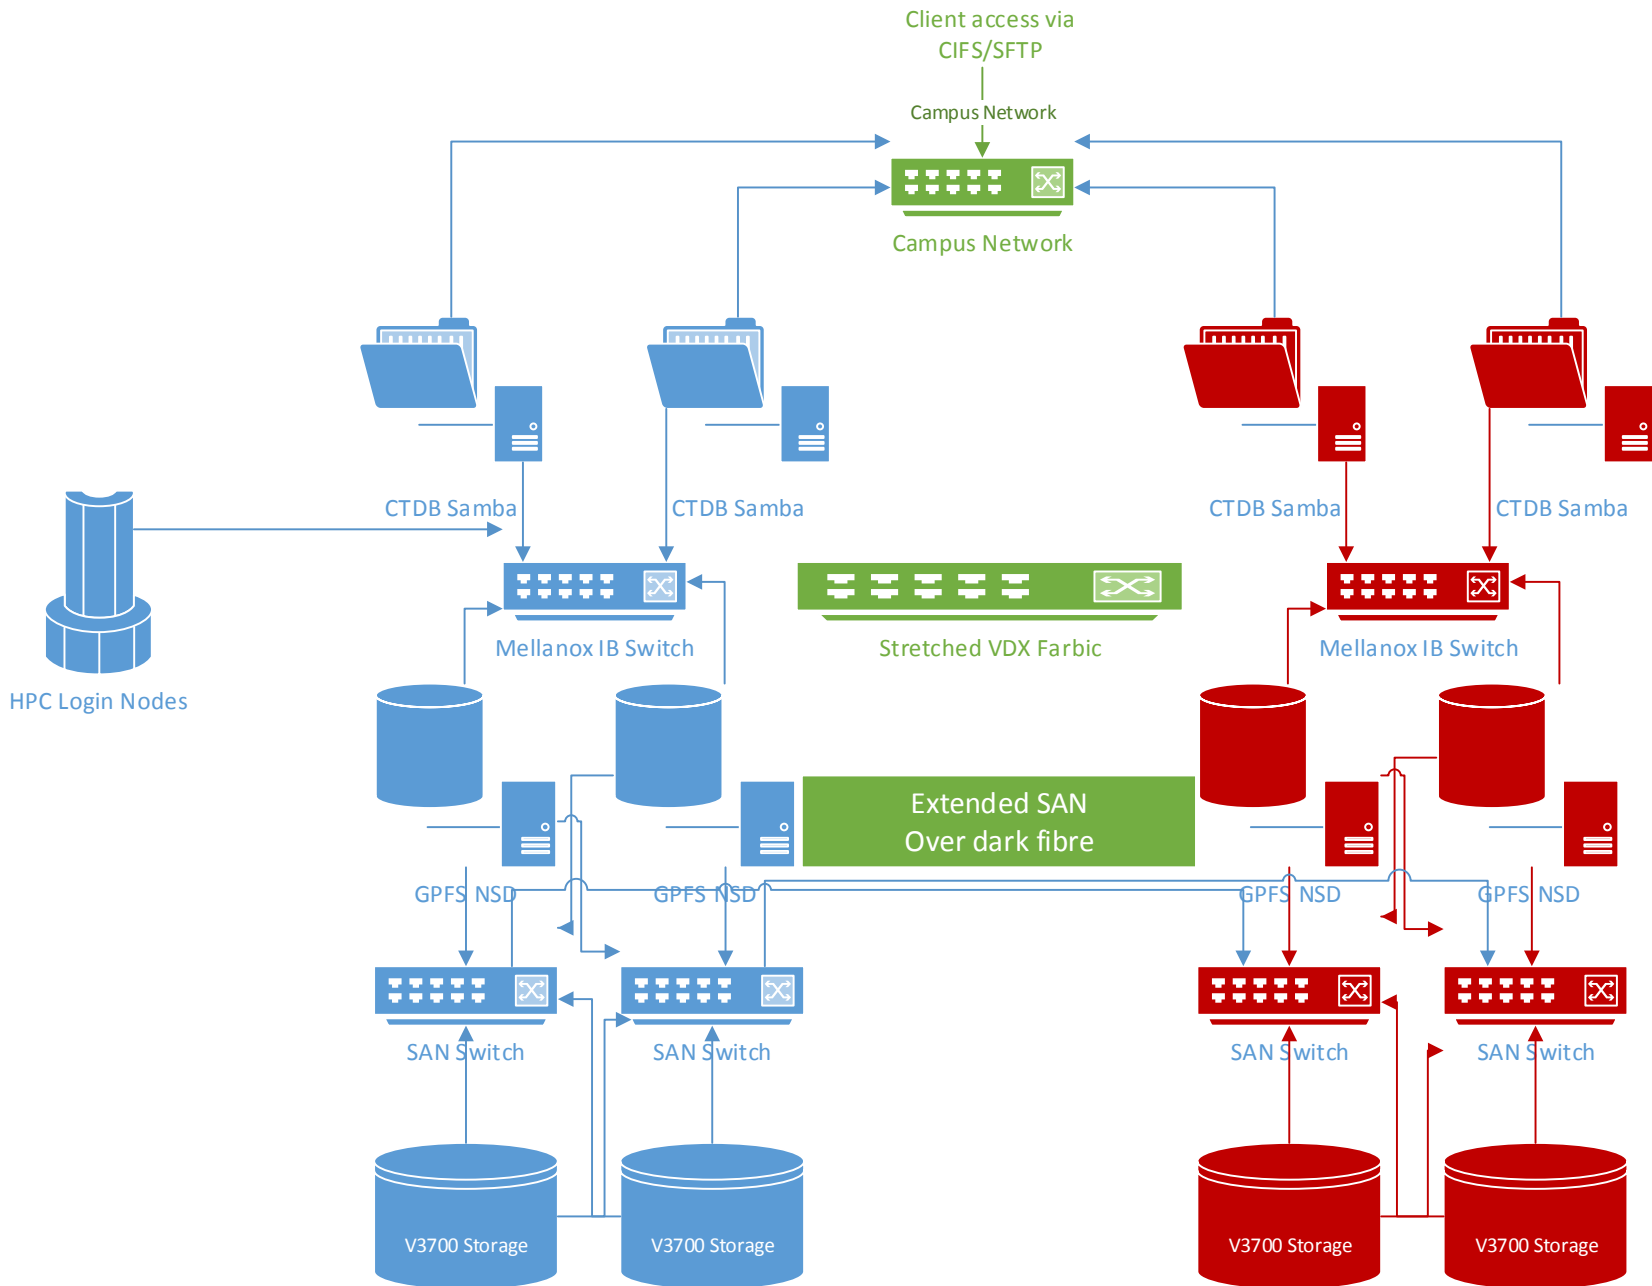 Client access via
CIFS/SFTP
Campus Network
Campus Network
CTDB Samba
CTDB Samba
CTDB Samba
CTDB Samba
Mellanox IB Switch
Stretched VDX Farbic
Mellanox IB Switch
HPC Login Nodes
Extended SAN
Over dark fibre
GPFS NSD
GPFS NSD
GPFS NSD
GPFS NSD
SAN Switch
SAN Switch
SAN Switch
SAN Switch
V3700 Storage
V3700 Storage
V3700 Storage
V3700 Storage